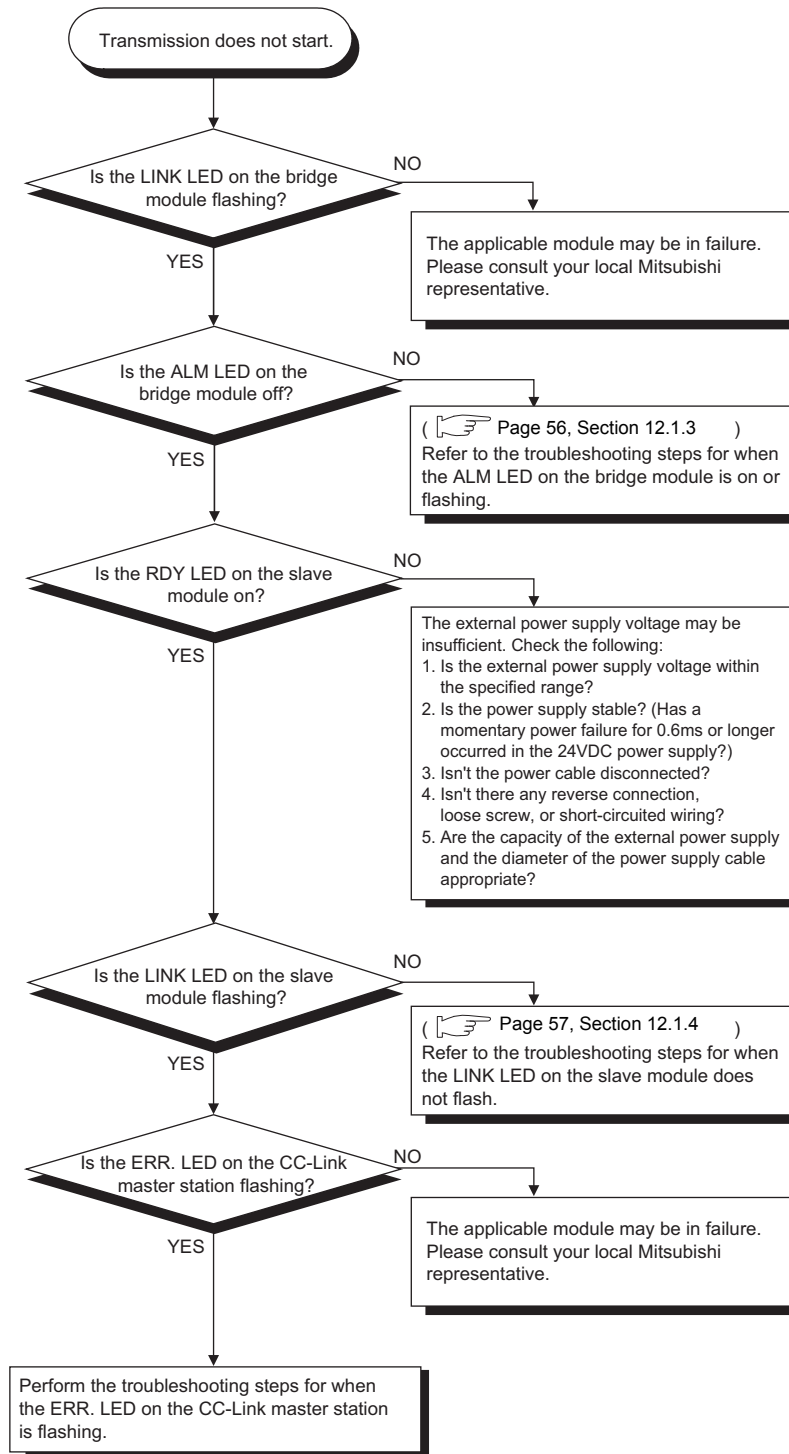 Transmission does not start.
Is the LINK LED on the bridge
module flashing?
NO
YES
The applicable module may be in failure.
Please consult your local Mitsubishi
representative.
Is the ALM LED on the
bridge module off?
NO
YES
( Page 56, Section 12.1.3 )
Refer to the troubleshooting steps for when
the ALM LED on the bridge module is on or
flashing.
Is the RDY LED on the slave
module on?
NO
YES
The external power supply voltage may be
insufficient. Check the following:
1. Is the external power supply voltage within
the specified range?
2. Is the power supply stable? (Has a
momentary power failure for 0.6ms or longer
occurred in the 24VDC power supply?)
3. Isn't the power cable disconnected?
4. Isn't there any reverse connection,
loose screw, or short-circuited wiring?
5. Are the capacity of the external power supply
and the diameter of the power supply cable
appropriate?
Is the LINK LED on the slave
module flashing?
NO
YES
( Page 57, Section 12.1.4 )
Refer to the troubleshooting steps for when
the LINK LED on the slave module does
not flash.
Is the ERR. LED on the CC-Link
master station flashing?
NO
YES
The applicable module may be in failure.
Please consult your local Mitsubishi
representative.
Perform the troubleshooting steps for when
the ERR. LED on the CC-Link master station
is flashing.